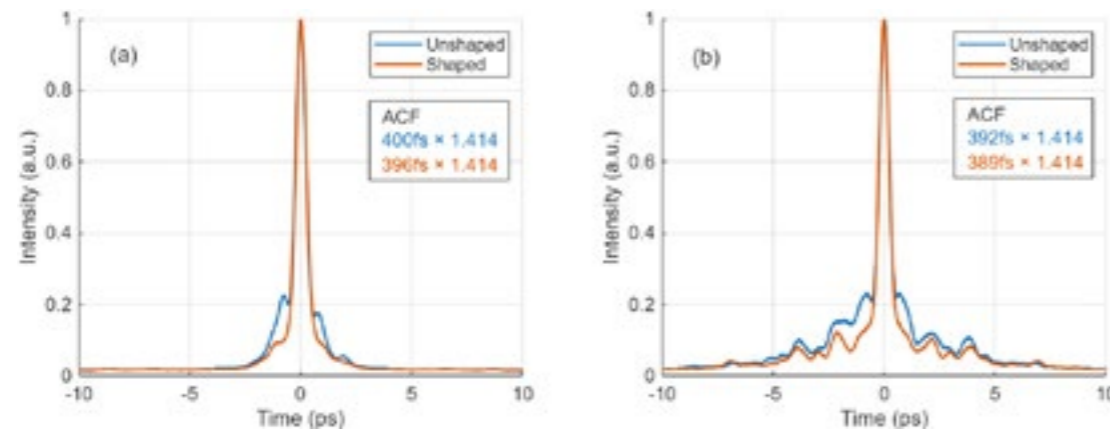 (a)
Unshaped
Shaped
ACF
400fs × 1.414
396fs × 1.414
Intensity (a.u.)
1
0.8
0.6
0.4
0.2
0
-10
-5
0
5
10
Time (ps)
(b)
Unshaped
Shaped
ACF
392fs × 1.414
389fs × 1.414
Intensity (a.u.)
1
0.8
0.6
0.4
0.2
0
-10
-5
0
5
10
Time (ps)